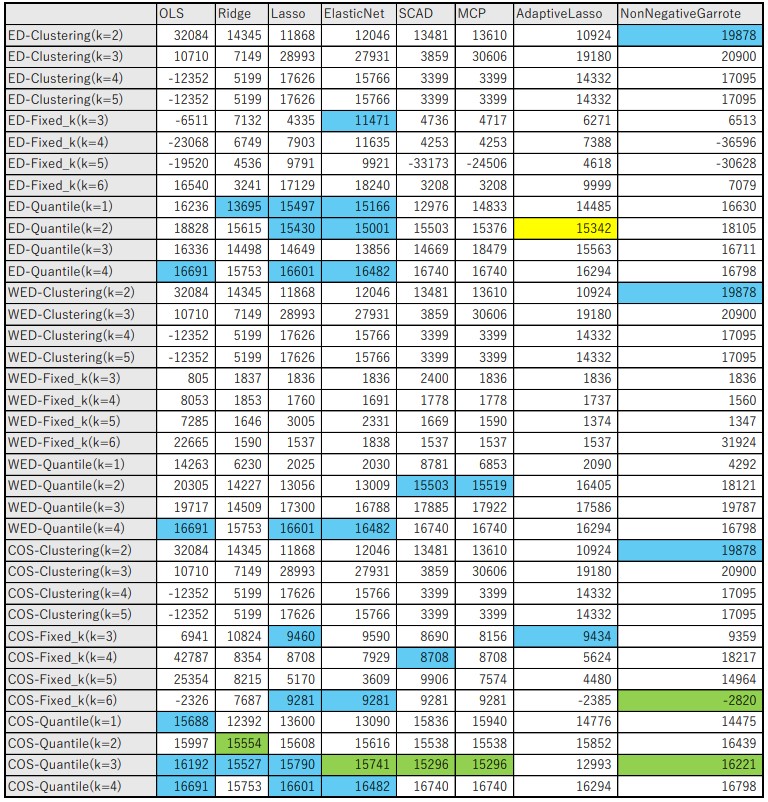 OLS Ridge Lasso ElasticNet SCAD MCP AdaptiveLasso NonNegativeGarrote
ED-Clustering(k=2) 32084 14345 11868 12046 13481 13610 10924 19878
ED-Clustering(k=3) 10710 7149 28993 27931 3859 30606 19180 20900
ED-Clustering(k=4) -12352 5199 17626 15766 3399 3399 14332 17095
ED-Clustering(k=5) -12352 5199 17626 15766 3399 3399 14332 17095
ED-Fixed_k(k=3) -6511 7132 4335 11471 4736 4717 6271 6513
ED-Fixed_k(k=4) -23068 6749 7903 11635 4253 4253 7388 -36596
ED-Fixed_k(k=5) -19520 4536 9791 9921 -33173 -24506 4618 -30628
ED-Fixed_k(k=6) 16540 3241 17129 18240 3208 3208 9999 7079
ED-Quantile(k=1) 16236 13695 15497 15166 12976 14833 14485 16630
ED-Quantile(k=2) 18828 15615 15430 15001 15503 15376 15342 18105
ED-Quantile(k=3) 16336 14498 14649 13856 14669 18479 15563 16711
ED-Quantile(k=4) 16691 15753 16601 16482 16740 16740 16294 16798
WED-Clustering(k=2) 32084 14345 11868 12046 13481 13610 10924 19878
WED-Clustering(k=3) 10710 7149 28993 27931 3859 30606 19180 20900
WED-Clustering(k=4) -12352 5199 17626 15766 3399 3399 14332 17095
WED-Clustering(k=5) -12352 5199 17626 15766 3399 3399 14332 17095
WED-Fixed_k(k=3) 805 1837 1836 1836 2400 1836 1836 1836
WED-Fixed_k(k=4) 8053 1853 1760 1691 1778 1778 1737 1560
WED-Fixed_k(k=5) 7285 1646 3005 2331 1669 1590 1374 1347
WED-Fixed_k(k=6) 22665 1590 1537 1838 1537 1537 1537 31924
WED-Quantile(k=1) 14263 6230 2025 2030 8781 6853 2090 4292
WED-Quantile(k=2) 20305 14227 13056 13009 15503 15519 16405 18121
WED-Quantile(k=3) 19717 14509 17300 16788 17885 17922 17586 19787
WED-Quantile(k=4) 16691 15753 16601 16482 16740 16740 16294 16798
COS-Clustering(k=2) 32084 14345 11868 12046 13481 13610 10924 19878
COS-Clustering(k=3) 10710 7149 28993 27931 3859 30606 19180 20900
COS-Clustering(k=4) -12352 5199 17626 15766 3399 3399 14332 17095
COS-Clustering(k=5) -12352 5199 17626 15766 3399 3399 14332 17095
COS-Fixed_k(k=3) 6941 10824 9460 9590 8690 8156 9434 9359
COS-Fixed_k(k=4) 42787 8354 8708 7929 8708 8708 5624 18217
COS-Fixed_k(k=5) 25354 8215 5170 3609 9906 7574 4480 14964
COS-Fixed_k(k=6) -2326 7687 9281 9281 9281 9281 -2385 -2820
COS-Quantile(k=1) 15688 12392 13600 13090 15836 15940 14776 14475
COS-Quantile(k=2) 15997 15554 15608 15616 15538 15538 15852 16439
COS-Quantile(k=3) 16192 15527 15790 15741 15296 15296 12993 16221
COS-Quantile(k=4) 16691 15753 16601 16482 16740 16740 16294 16798